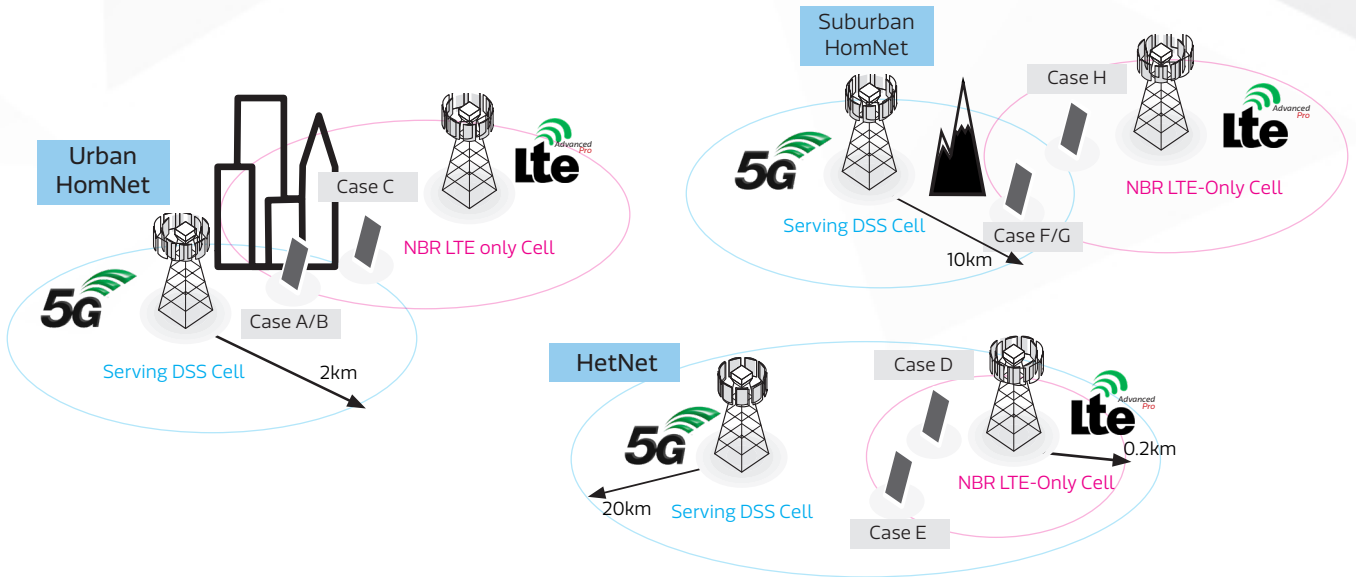 Urban
HomNet
5G
Serving DSS Cell
2km
Case A/B
Case C
Lte
Advanced
Pro
NBR LTE only Cell
Suburban
HomNet
5G
Serving DSS Cell
10km
Case F/G
Case H
Lte
Advanced
Pro
NBR LTE-Only Cell
HetNet
5G
20km
Serving DSS Cell
Case D
Case E
Lte
Advanced
Pro
0.2km
NBR LTE-Only Cell